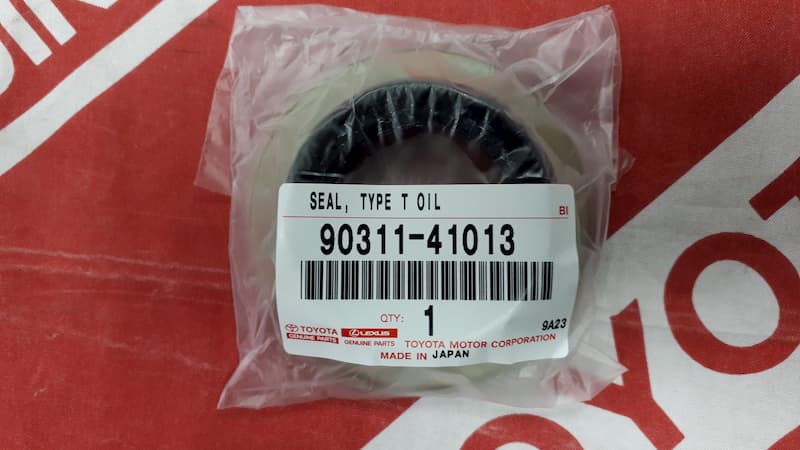 SEAL, TYPE T OIL
BI
90311-41013
QTY: 1
9A23
TOYOTA
GENUINE PARTS
LEXUS
GENUINE PARTS
TOYOTA MOTOR CORPORATION
MADE IN JAPAN